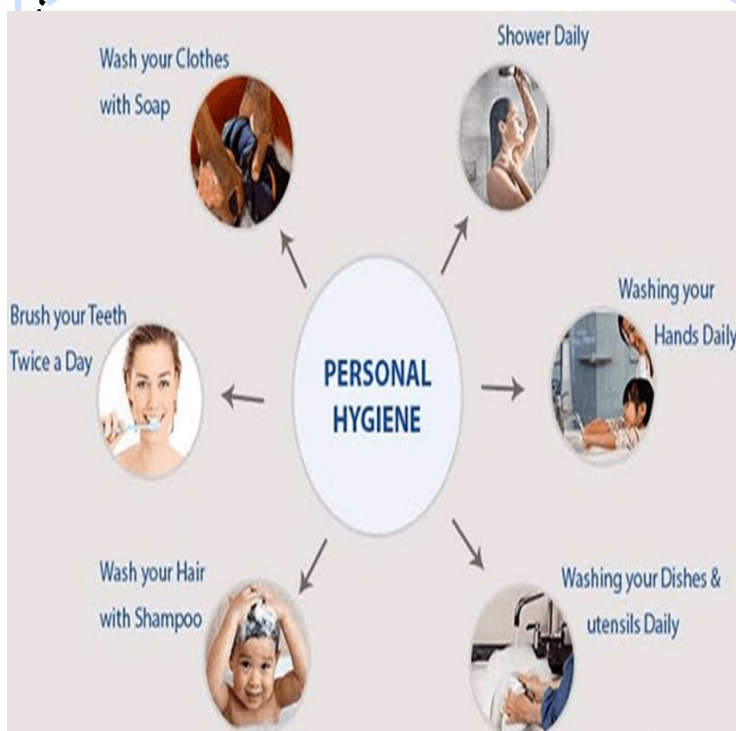 Wash your Clothes
with Soap
Shower Daily
Brush your Teeth
Twice a Day
PERSONAL
HYGIENE
Washing your
Hands Daily
Wash your Hair
with Shampoo
Washing your Dishes &
utensils Daily